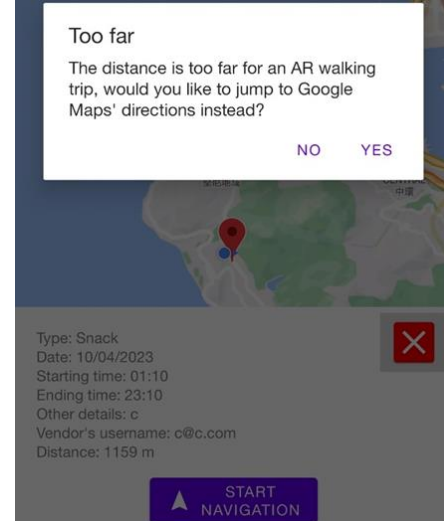 Too far
The distance is too far for an AR walking
trip, would you like to jump to Google
Maps' directions instead?
NO YES
中環
Type: Snack
Date: 10/04/2023
Starting time: 01:10
Ending time: 23:10
Other details: c
Vendor's username: c@c.com
Distance: 1159 m
START
NAVIGATION